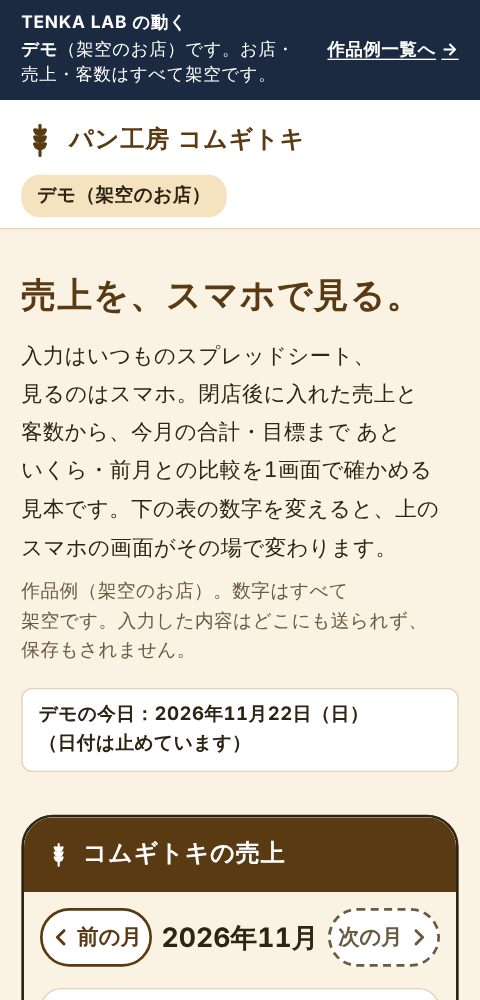 TENKA LAB の動く
デモ（架空のお店）です。お店・
売上・客数はすべて架空です。
作品例一覧へ →
パン工房 コムギトキ
デモ（架空のお店）
売上を、スマホで見る。
入力はいつものスプレッドシート、
見るのはスマホ。閉店後に入れた売上と
客数から、今月の合計・目標まで あと
いくら・前月との比較を1画面で確かめる
見本です。下の表の数字を変えると、上の
スマホの画面がその場で変わります。
作品例（架空のお店）。数字はすべて
架空です。入力した内容はどこにも送られず、
保存もされません。
デモの今日：2026年11月22日（日）
（日付は止めています）
コムギトキの売上
前の月
2026年11月
次の月